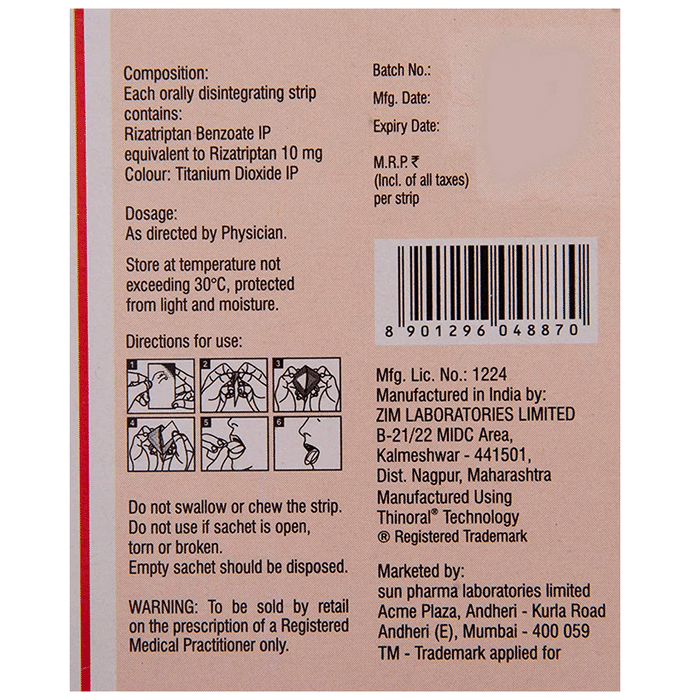 Composition:
Each orally disintegrating strip
contains:
Rizatriptan Benzoate IP
equivalent to Rizatriptan 10 mg
Colour: Titanium Dioxide IP
Dosage:
As directed by Physician.
Store at temperature not
exceeding 30°C, protected
from light and moisture.
Directions for use:
1
2
3
4
5
6
Do not swallow or chew the strip.
Do not use if sachet is open,
torn or broken.
Empty sachet should be disposed.
WARNING: To be sold by retail
on the prescription of a Registered
Medical Practitioner only.
Batch No.:
Mfg. Date:
Expiry Date:
M.R.P. ₹
(Incl. of all taxes)
per strip
8 901296 048870
Mfg. Lic. No.: 1224
Manufactured in India by:
ZIM LABORATORIES LIMITED
B-21/22 MIDC Area,
Kalmeshwar - 441501,
Dist. Nagpur, Maharashtra
Manufactured Using
Thinoral® Technology
® Registered Trademark
Marketed by:
sun pharma laboratories limited
Acme Plaza, Andheri - Kurla Road
Andheri (E), Mumbai - 400 059
TM - Trademark applied for